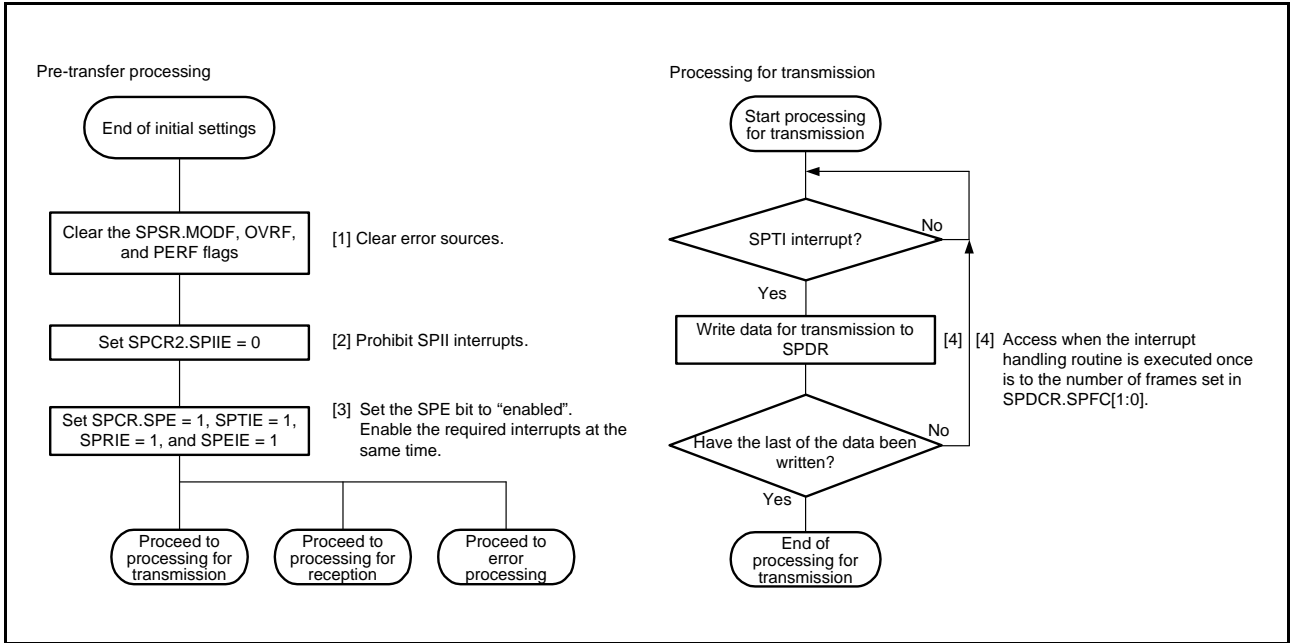 Pre-transfer processing
End of initial settings
Clear the SPSR.MODF, OVRF,
and PERF flags
[1] Clear error sources.
Set SPCR2.SPIIE = 0
[2] Prohibit SPII interrupts.
Set SPCR.SPE = 1, SPTIE = 1,
SPRIE = 1, and SPEIE = 1
[3] Set the SPE bit to “enabled”.
Enable the required interrupts at the
same time.
Proceed to
processing for
transmission
Proceed to
processing for
reception
Proceed to
error
processing
Processing for transmission
Start processing
for transmission
SPTI interrupt?
No
Yes
Write data for transmission to
SPDR
[4]
[4] Access when the interrupt
handling routine is executed once
is to the number of frames set in
SPDCR.SPFC[1:0].
Have the last of the data been
written?
No
Yes
End of
processing for
transmission